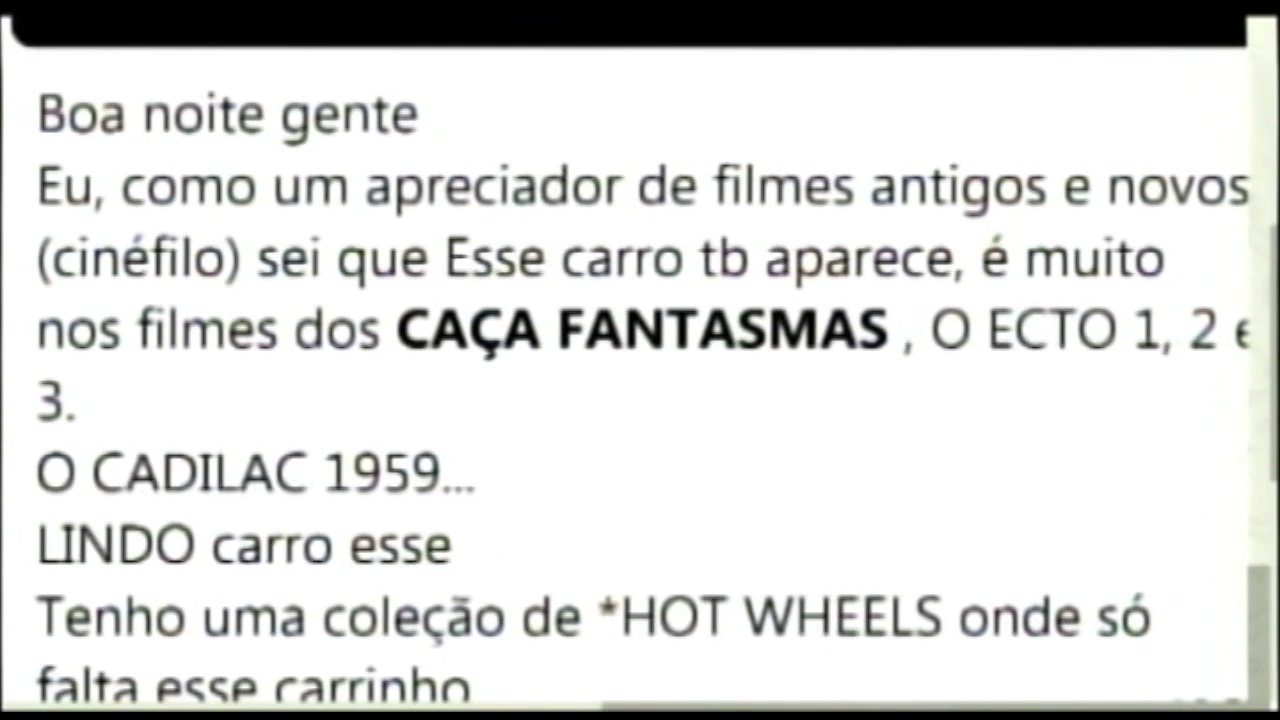 Boa noite gente
Eu, como um apreciador de filmes antigos e novos
(cinéfilo) sei que Esse carro tb aparece, é muito
nos filmes dos CAÇA FANTASMAS , O ECTO 1, 2 e
3.
O CADILAC 1959...
LINDO carro esse
Tenho uma coleção de *HOT WHEELS onde só
falta esse carrinho